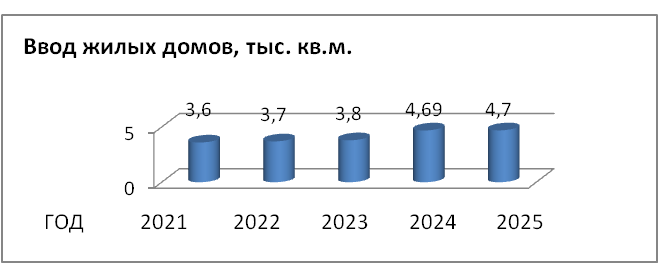 Ввод жилых домов, тыс. кв.м.
3,6 3,7 3,8 4,69 4,7
5
0
ГОД 2021 2022 2023 2024 2025